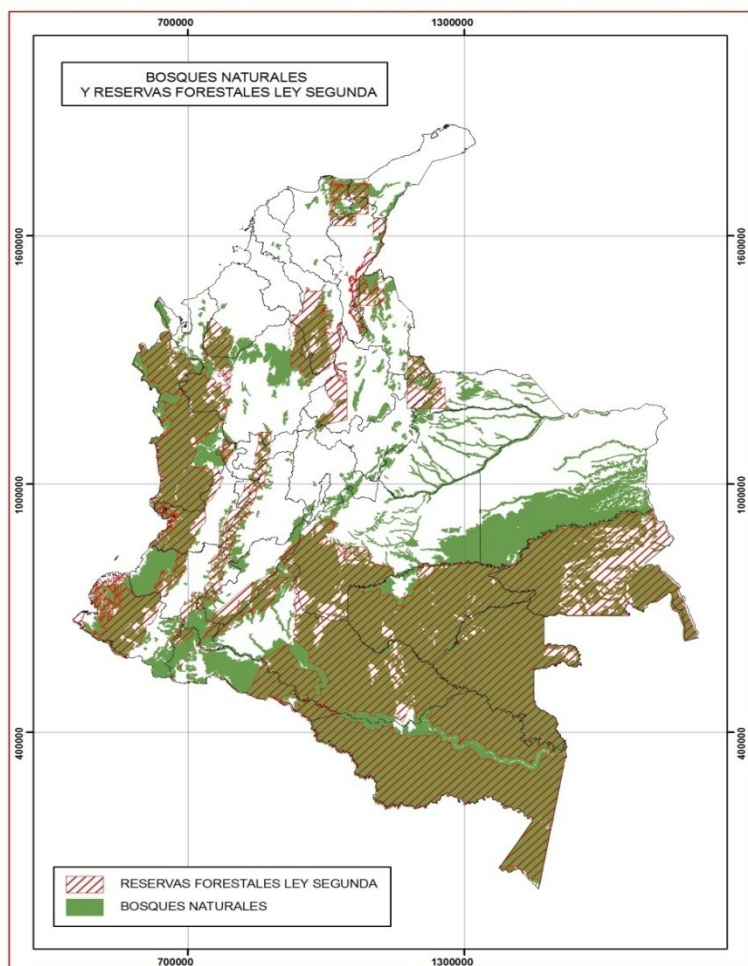 700000
1300000
BOSQUES NATURALES
Y RESERVAS FORESTALES LEY SEGUNDA
1600000
1600000
1000000
1000000
400000
400000
RESERVAS FORESTALES LEY SEGUNDA
BOSQUES NATURALES
700000
1300000